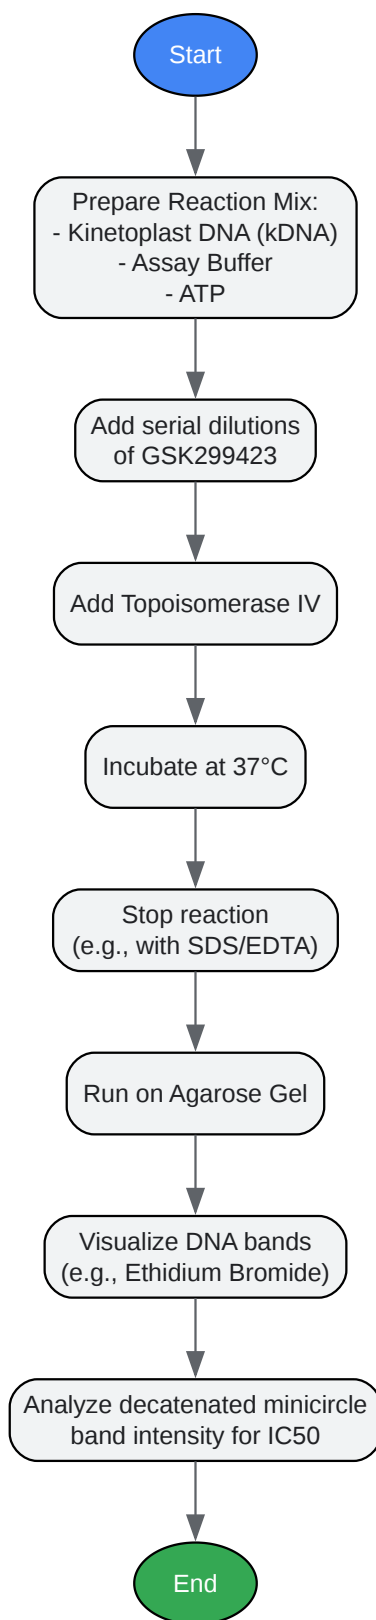 Start
Prepare Reaction Mix:
- Kinetoplast DNA (kDNA)
- Assay Buffer
- ATP
Add serial dilutions
of GSK299423
Add Topoisomerase IV
Incubate at 37°C
Stop reaction
(e.g., with SDS/EDTA)
Run on Agarose Gel
Visualize DNA bands
(e.g., Ethidium Bromide)
Analyze decatenated minicircle
band intensity for IC50
End